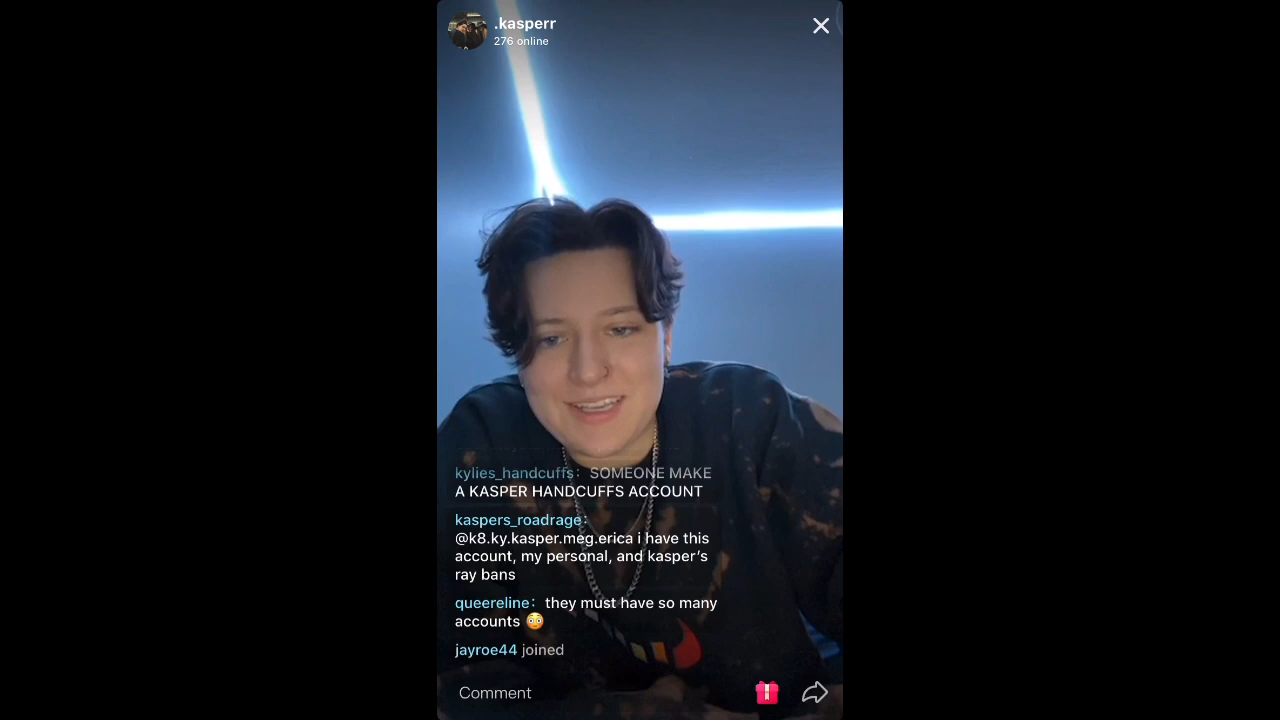 .kasperr
276 online
kylies_handcuffs: SOMEONE MAKE
A KASPER HANDCUFFS ACCOUNT
kaspers_roadrage:
@k8.ky.kasper.meg.erica i have this
account, my personal, and kasper’s
ray bans
queereline: they must have so many
accounts 😳
jayroe44 joined
Comment